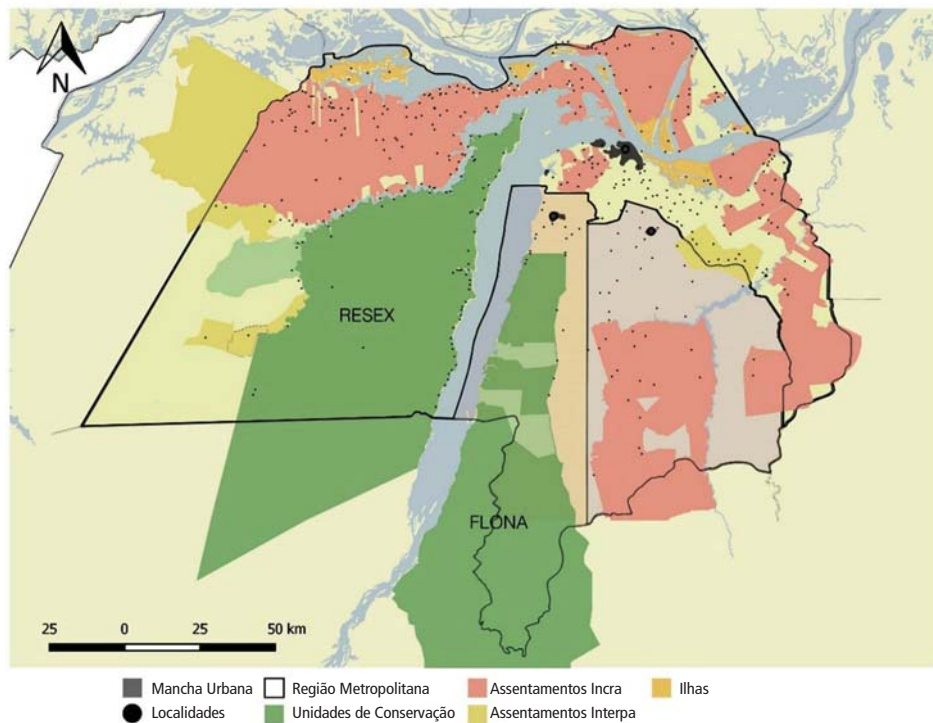 N
RESEX
FLONA
25 0 25 50 km
Mancha Urbana Região Metropolitana Assentamentos Incra Ilhas
Localidades Unidades de Conservação Assentamentos Interpa